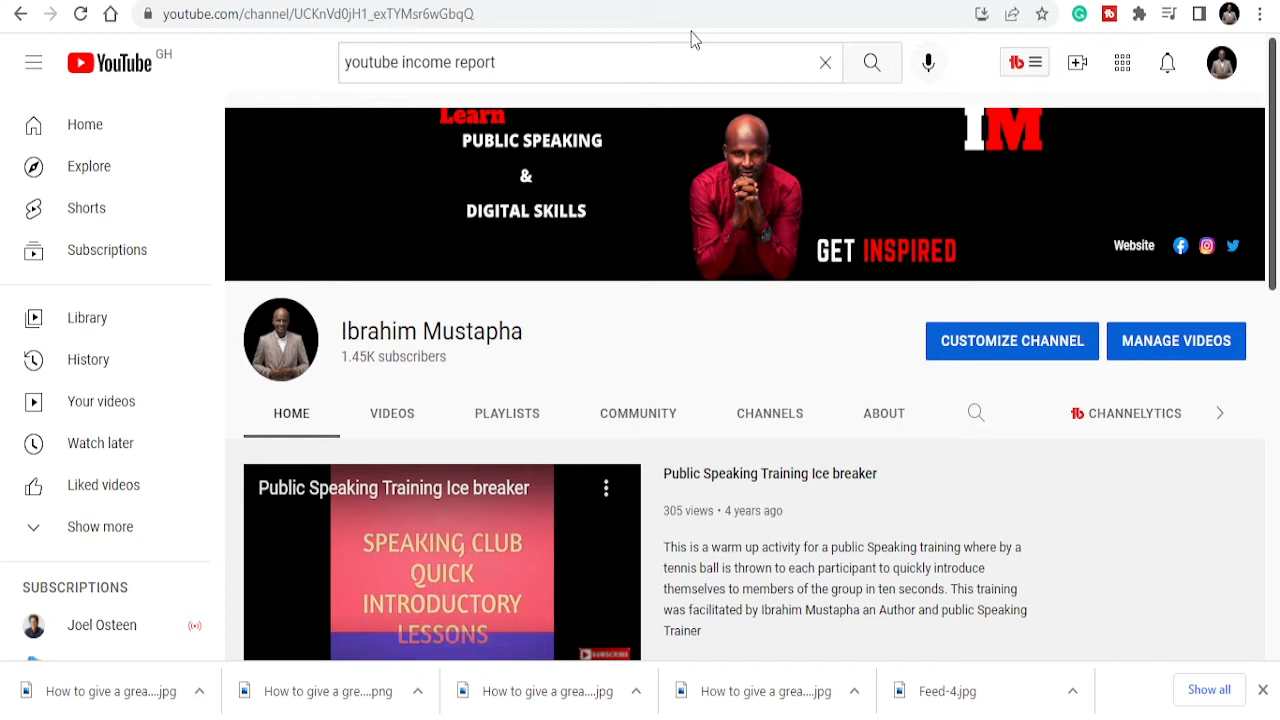 youtube.com/channel/UCKnVd0jH1_exTYMsr6wGbqQ
YouTube GH
youtube income report
Home
Explore
Shorts
Subscriptions
Library
History
Your videos
Watch later
Liked videos
Show more
SUBSCRIPTIONS
Joel Osteen
Learn
PUBLIC SPEAKING
&
DIGITAL SKILLS
IM
GET INSPIRED
Website
Ibrahim Mustapha
1.45K subscribers
CUSTOMIZE CHANNEL
MANAGE VIDEOS
HOME
VIDEOS
PLAYLISTS
COMMUNITY
CHANNELS
ABOUT
CHANNELYTICS
Public Speaking Training Ice breaker
SPEAKING CLUB
QUICK
INTRODUCTORY
LESSONS
SUBSCRIBE
Public Speaking Training Ice breaker
305 views • 4 years ago
This is a warm up activity for a public Speaking training where by a
tennis ball is thrown to each participant to quickly introduce
themselves to members of the group in ten seconds. This training
was facilitated by Ibrahim Mustapha an Author and public Speaking
Trainer
How to give a grea....jpg
How to give a gre....png
How to give a grea....jpg
How to give a grea....jpg
Feed-4.jpg
Show all